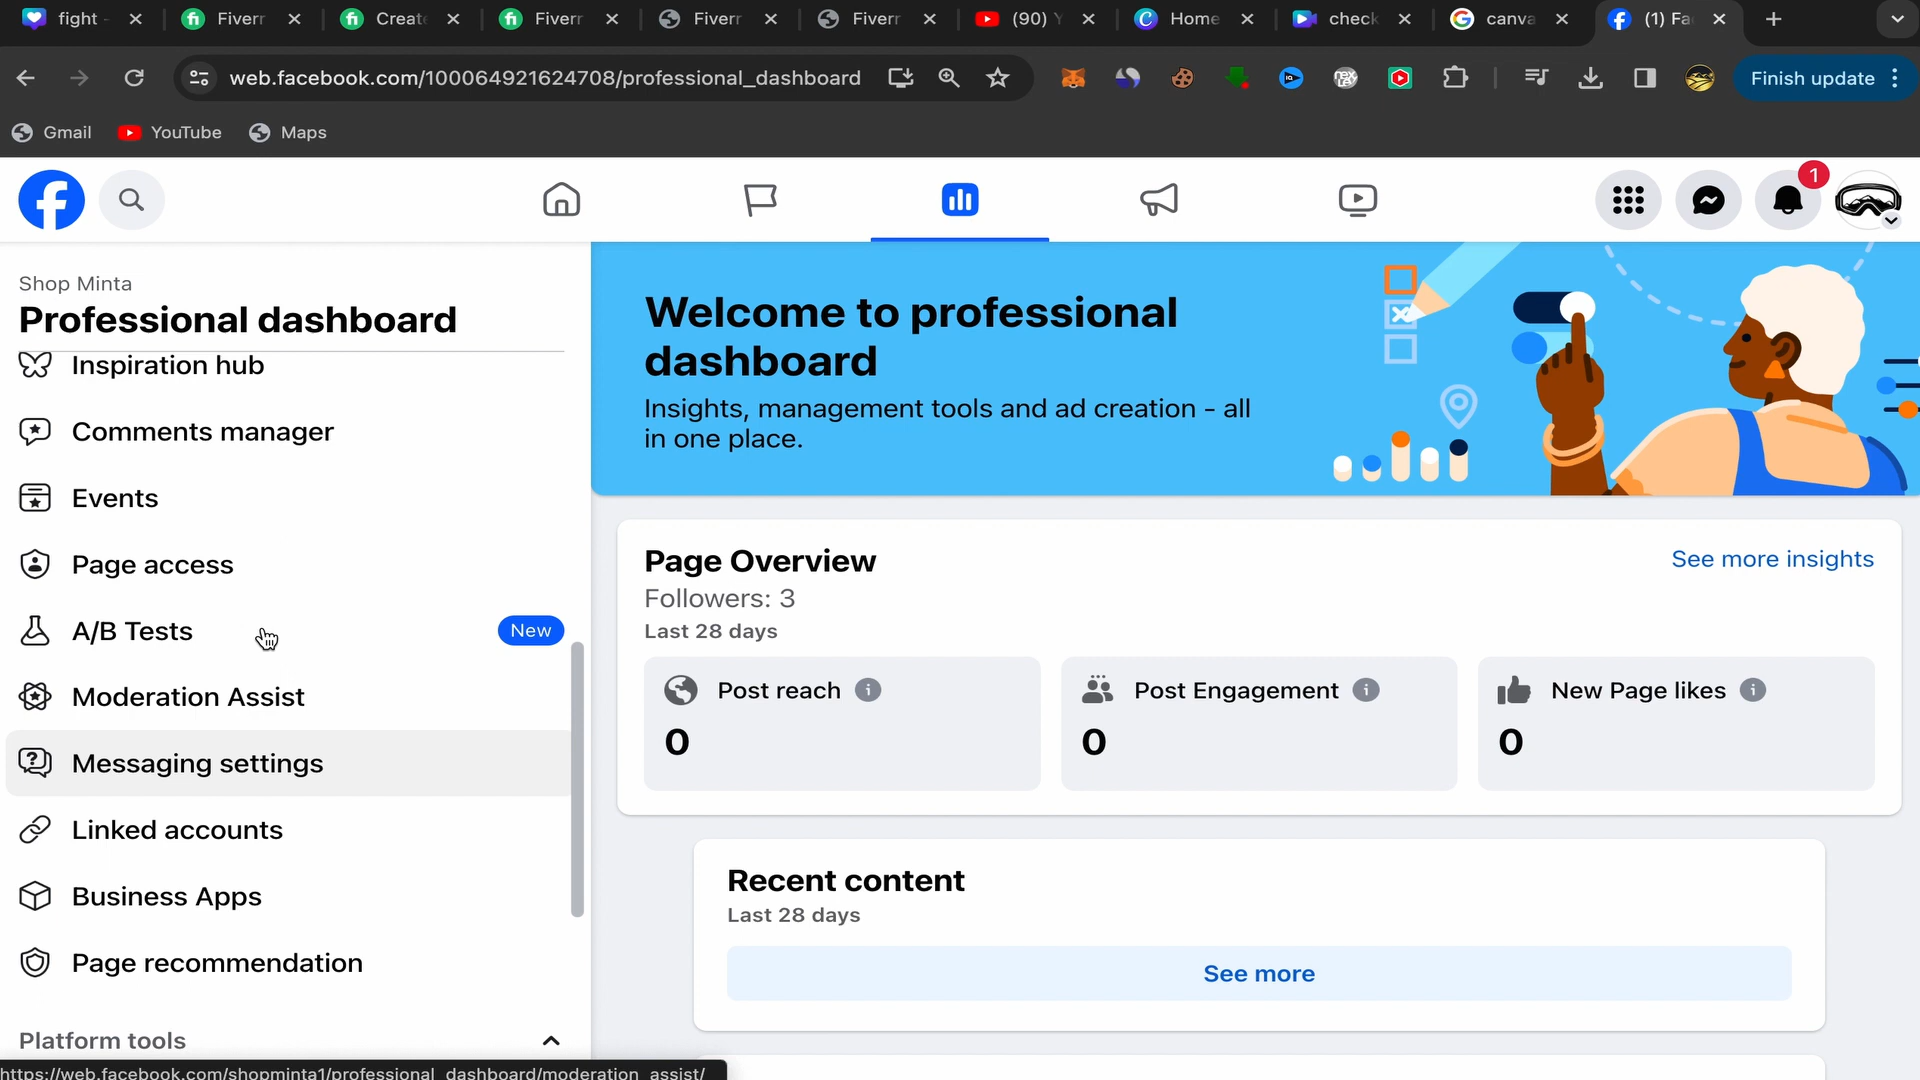 fight
Fiverr
Create
Fiverr
Fiverr
Fiverr
(90) Y
Home
check
canva
(1) Fa
web.facebook.com/100064921624708/professional_dashboard
Finish update
Gmail
YouTube
Maps
1
Shop Minta
Professional dashboard
Inspiration hub
Comments manager
Events
Page access
A/B Tests
New
Moderation Assist
Messaging settings
Linked accounts
Business Apps
Page recommendation
Platform tools
https://web.facebook.com/shopminta1/professional_dashboard/moderation_assist/
Welcome to professional
dashboard
Insights, management tools and ad creation - all
in one place.
Page Overview
See more insights
Followers: 3
Last 28 days
Post reach
0
Post Engagement
0
New Page likes
0
Recent content
Last 28 days
See more